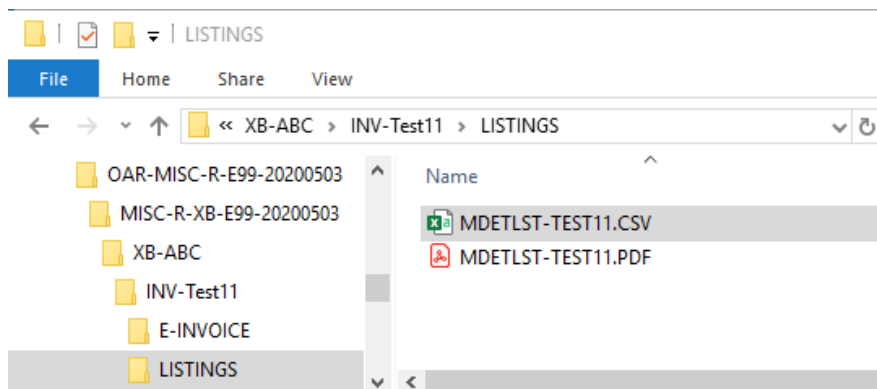 LISTINGS
File Home Share View
« XB-ABC > INV-Test11 > LISTINGS
OAR-MISC-R-E99-20200503
MISC-R-XB-E99-20200503
XB-ABC
INV-Test11
E-INVOICE
LISTINGS
Name
MDETLST-TEST11.CSV
MDETLST-TEST11.PDF